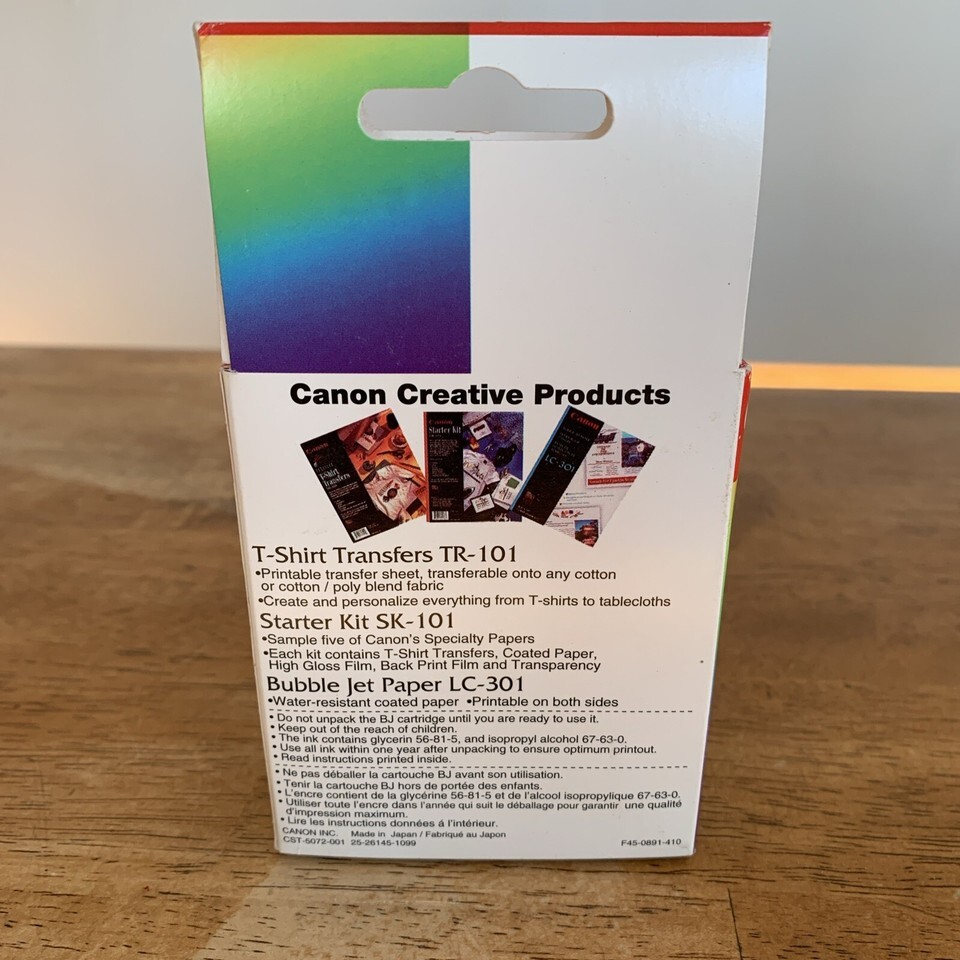 Canon Creative Products
Canon
T-Shirt
Transfers
Canon
Starter Kit
Canon
LC-301
T-Shirt Transfers TR-101
•Printable transfer sheet, transferable onto any cotton
or cotton / poly blend fabric
•Create and personalize everything from T-shirts to tablecloths
Starter Kit SK-101
•Sample five of Canon's Specialty Papers
•Each kit contains T-Shirt Transfers, Coated Paper,
High Gloss Film, Back Print Film and Transparency
Bubble Jet Paper LC-301
•Water-resistant coated paper •Printable on both sides
• Do not unpack the BJ cartridge until you are ready to use it.
• Keep out of the reach of children.
• The ink contains glycerin 56-81-5, and isopropyl alcohol 67-63-0.
• Use all ink within one year after unpacking to ensure optimum printout.
• Read instructions printed inside.
• Ne pas déballer la cartouche BJ avant son utilisation.
• Tenir la cartouche BJ hors de portée des enfants.
• L'encre contient de la glycérine 56-81-5 et de l'alcool isopropylique 67-63-0.
• Utiliser toute l'encre dans l'année qui suit le déballage pour garantir une qualité
d'impression maximum.
• Lire les instructions données á l'intérieur.
CANON INC. Made in Japan / Fabriqué au Japon
CST-5072-001 25-26145-1099 F45-0891-410